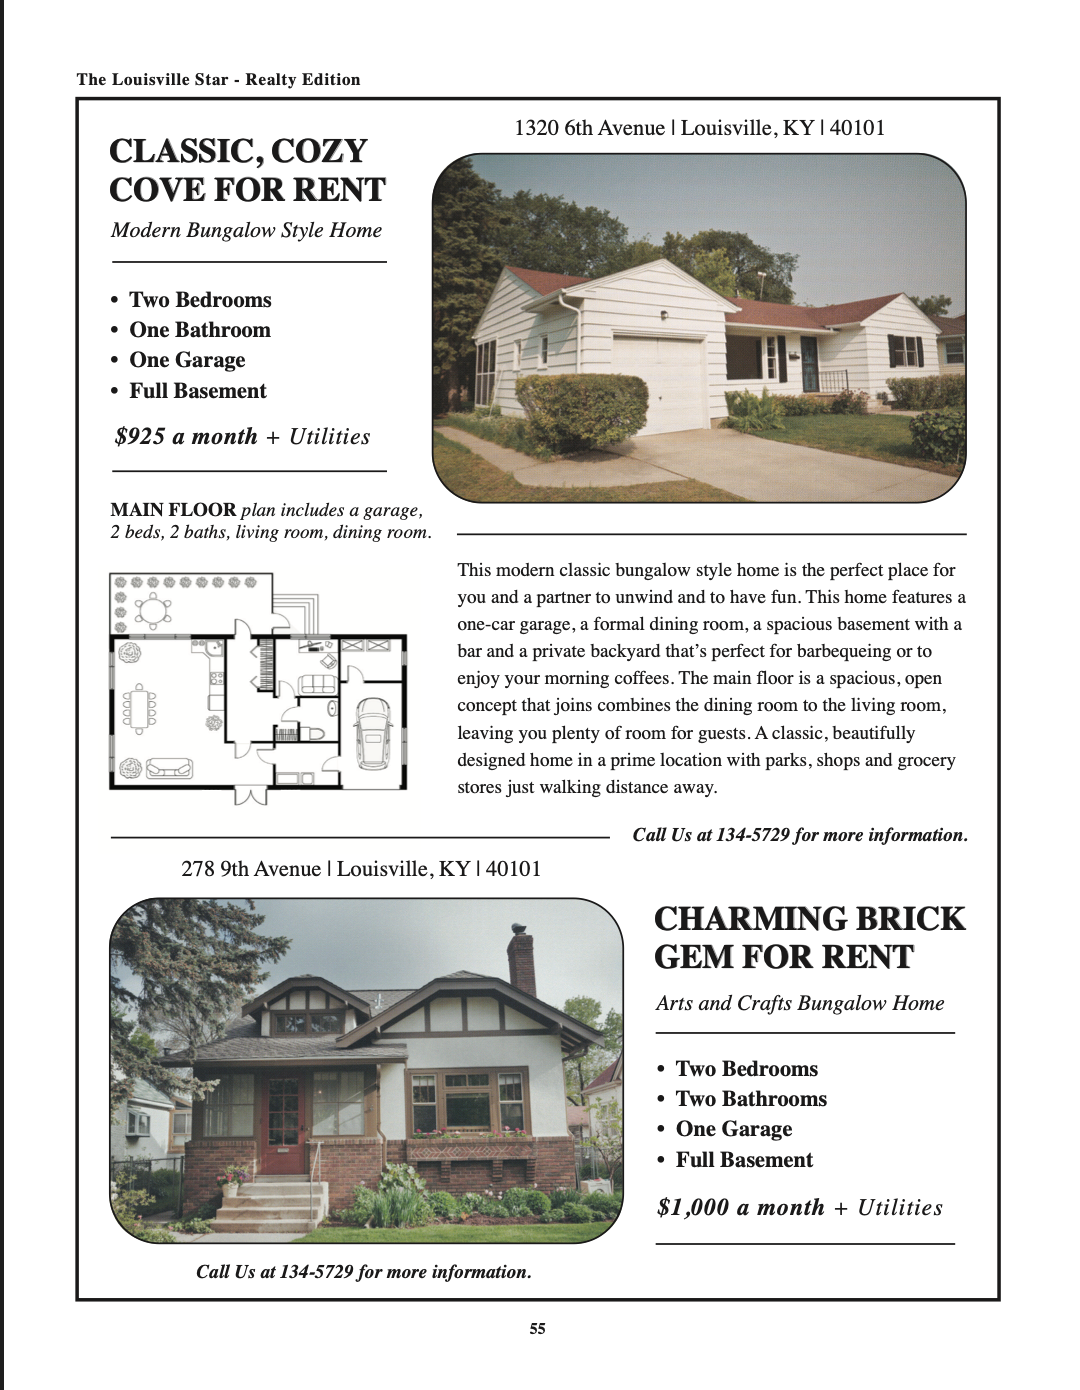 The Louisville Star - Realty Edition
CLASSIC, COZY
COVE FOR RENT
Modern Bungalow Style Home
• Two Bedrooms
• One Bathroom
• One Garage
• Full Basement
$925 a month + Utilities
1320 6th Avenue | Louisville, KY | 40101
MAIN FLOOR plan includes a garage,
2 beds, 2 baths, living room, dining room.
This modern classic bungalow style home is the perfect place for
you and a partner to unwind and to have fun. This home features a
one-car garage, a formal dining room, a spacious basement with a
bar and a private backyard that’s perfect for barbequeing or to
enjoy your morning coffees. The main floor is a spacious, open
concept that joins combines the dining room to the living room,
leaving you plenty of room for guests. A classic, beautifully
designed home in a prime location with parks, shops and grocery
stores just walking distance away.
Call Us at 134-5729 for more information.
278 9th Avenue | Louisville, KY | 40101
CHARMING BRICK
GEM FOR RENT
Arts and Crafts Bungalow Home
• Two Bedrooms
• Two Bathrooms
• One Garage
• Full Basement
$1,000 a month + Utilities
Call Us at 134-5729 for more information.
55